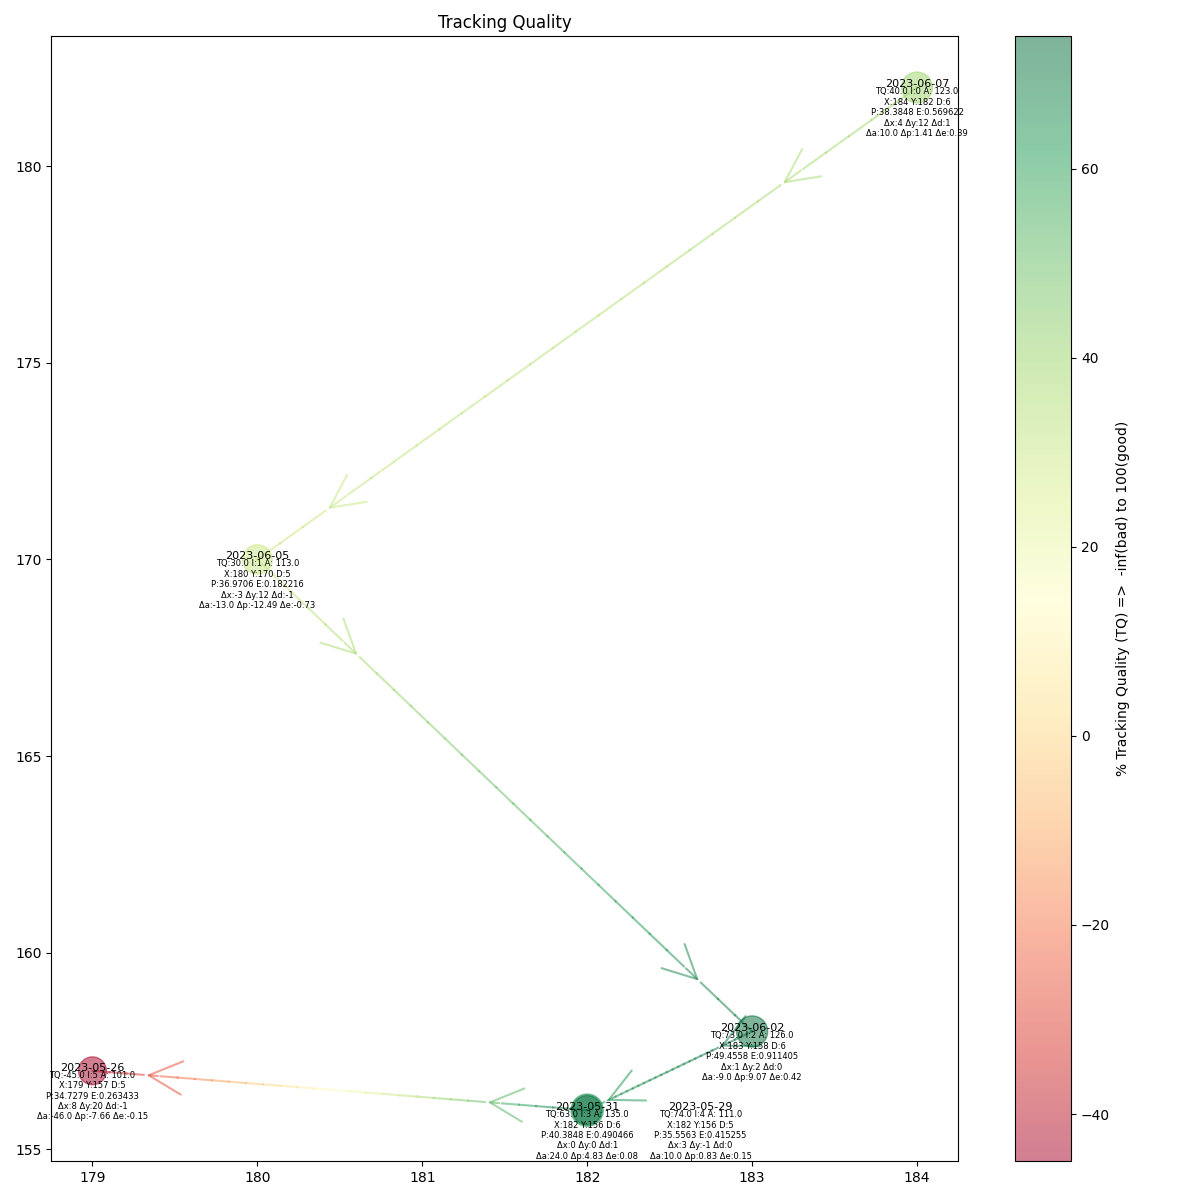 Tracking Quality
2023-06-07
TQ:40.0 I:0 A: 123.0
X:184 Y:182 D:6
P:38.3848 E:0.569622
Δx:4 Δy:12 Δd:1
Δa:10.0 Δp:1.41 Δe:0.39
180
175
170
165
160
155
2023-06-05
TQ:30.0 I:1 A: 113.0
X:180 Y:170 D:5
P:36.9706 E:0.182216
Δx:-3 Δy:12 Δd:-1
Δa:-13.0 Δp:-12.49 Δe:-0.73
2023-06-02
TQ:73.0 I:2 A: 126.0
X:183 Y:158 D:6
P:49.4558 E:0.911405
Δx:1 Δy:2 Δd:0
Δa:-9.0 Δp:9.07 Δe:0.42
2023-05-26
TQ:-45.0 I:5 A: 101.0
X:179 Y:157 D:5
P:34.7279 E:0.263433
Δx:8 Δy:20 Δd:-1
Δa:-46.0 Δp:-7.66 Δe:-0.15
2023-05-31
TQ:63.0 I:3 A: 135.0
X:182 Y:156 D:6
P:40.3848 E:0.490466
Δx:0 Δy:0 Δd:1
Δa:24.0 Δp:4.83 Δe:0.08
2023-05-29
TQ:74.0 I:4 A: 111.0
X:182 Y:156 D:5
P:35.5563 E:0.415255
Δx:3 Δy:-1 Δd:0
Δa:10.0 Δp:0.83 Δe:0.15
179 180 181 182 183 184
60
40
20
0
−20
−40
% Tracking Quality (TQ) => -inf(bad) to 100(good)